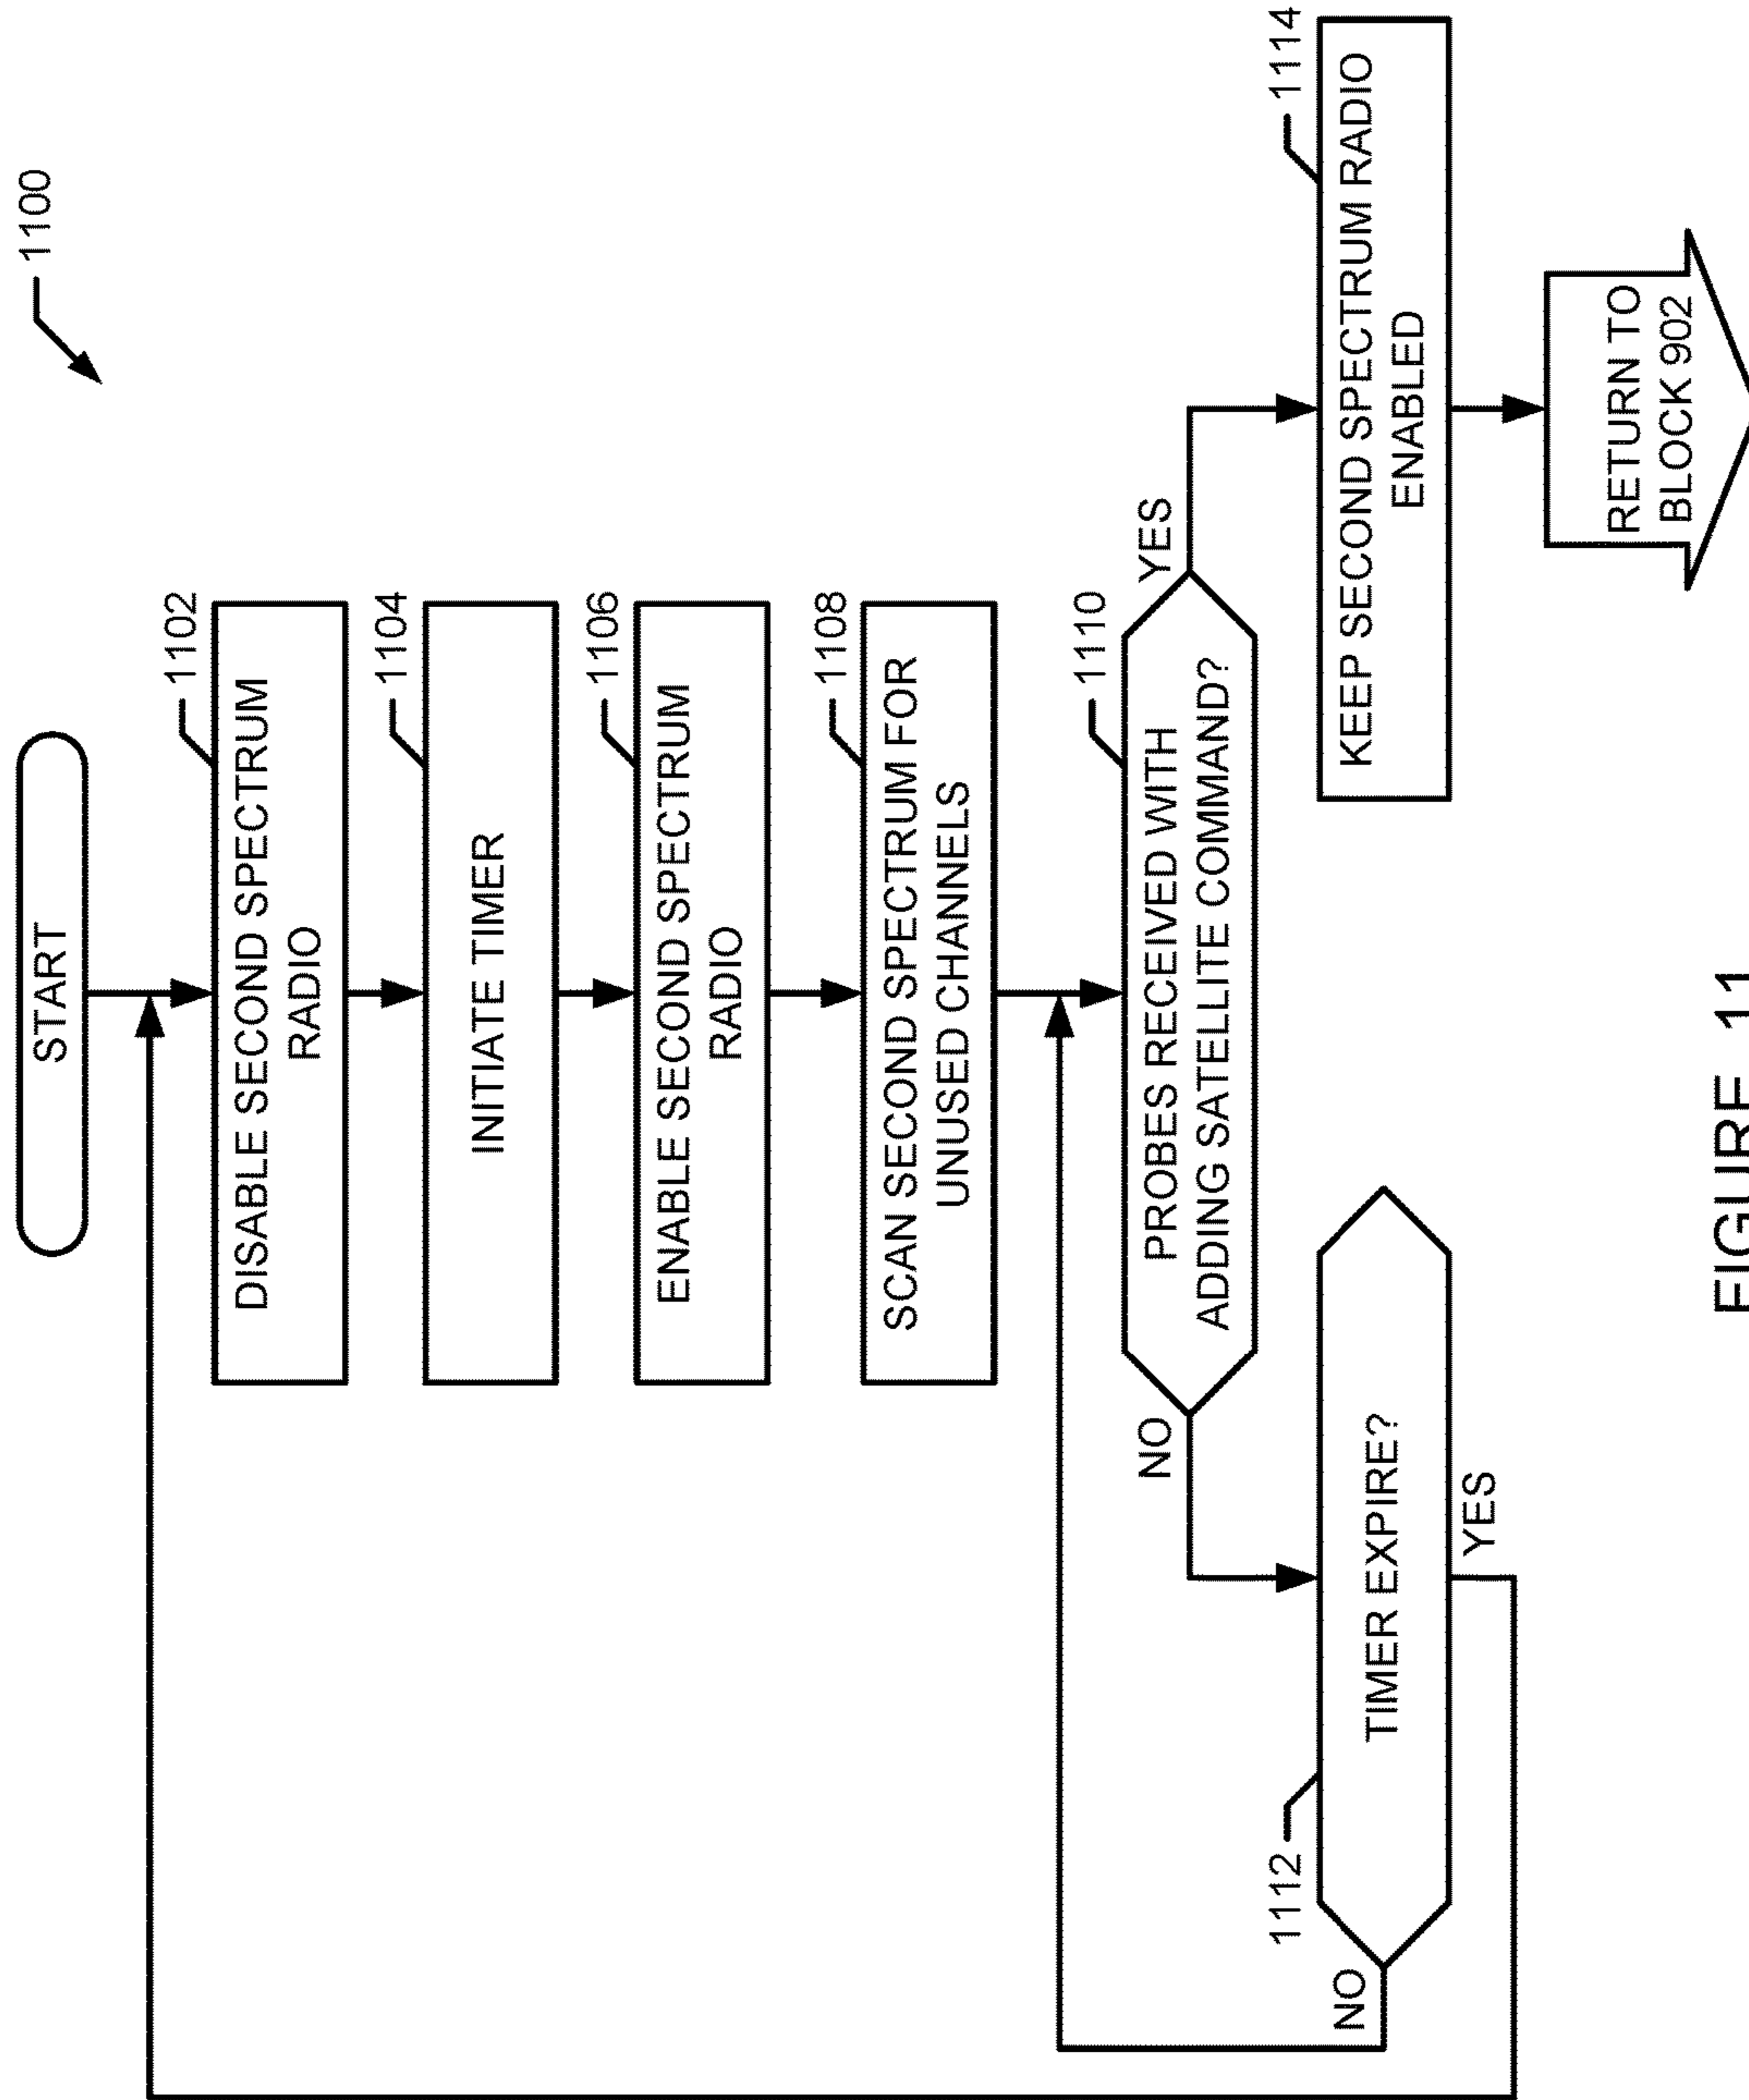 1100
START
1102
DISABLE SECOND SPECTRUM
RADIO
1104
INITIATE TIMER
1106
ENABLE SECOND SPECTRUM
RADIO
1108
SCAN SECOND SPECTRUM FOR
UNUSED CHANNELS
1110
PROBES RECEIVED WITH
ADDING SATELLITE COMMAND?
NO
YES
1112
TIMER EXPIRE?
NO
YES
1114
KEEP SECOND SPECTRUM RADIO
ENABLED
RETURN TO
BLOCK 902
FIGURE 11